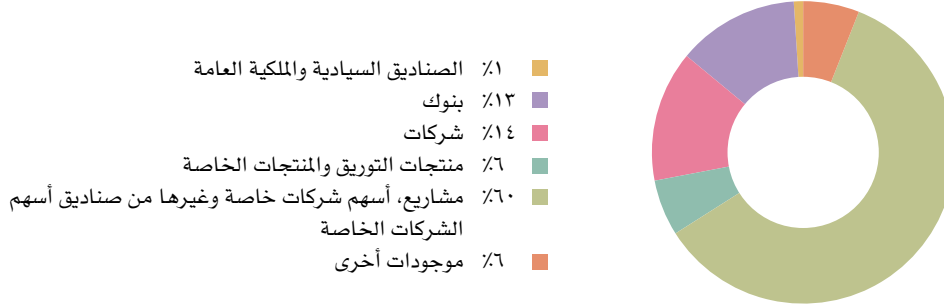 ٪١ الصناديق السيادية والملكية العامة
٪١٣ بنوك
٪١٤ شركات
٪٦ منتجات التوريق والمنتجات الخاصة
٪٦٠ مشاريع، أسهم شركات خاصة وغيرها من صناديق أسهم
الشركات الخاصة
٪٦ موجودات أخرى